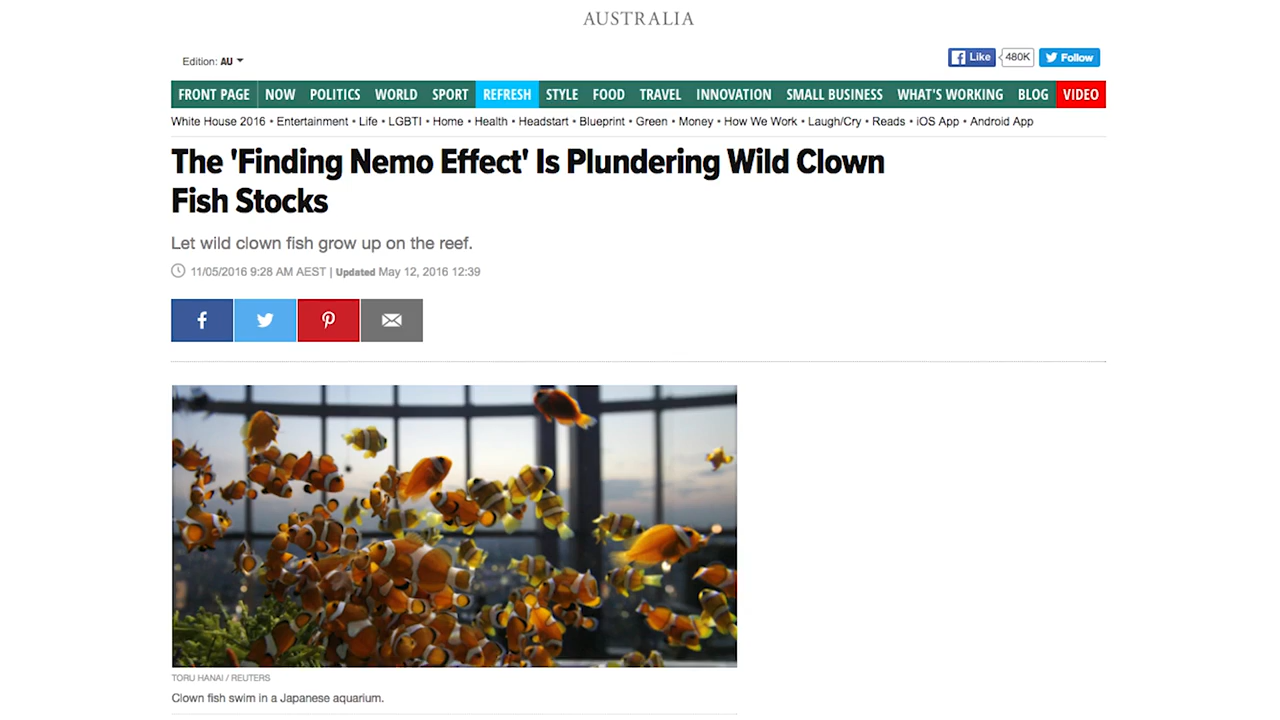 AUSTRALIA
Edition: AU
Like
480K
Follow
FRONT PAGE NOW POLITICS WORLD SPORT REFRESH STYLE FOOD TRAVEL INNOVATION SMALL BUSINESS WHAT'S WORKING BLOG VIDEO
White House 2016 • Entertainment • Life • LGBTI • Home • Health • Headstart • Blueprint • Green • Money • How We Work • Laugh/Cry • Reads • iOS App • Android App
The 'Finding Nemo Effect' Is Plundering Wild Clown
Fish Stocks
Let wild clown fish grow up on the reef.
11/05/2016 9:28 AM AEST | Updated May 12, 2016 12:39
TORU HANAI / REUTERS
Clown fish swim in a Japanese aquarium.